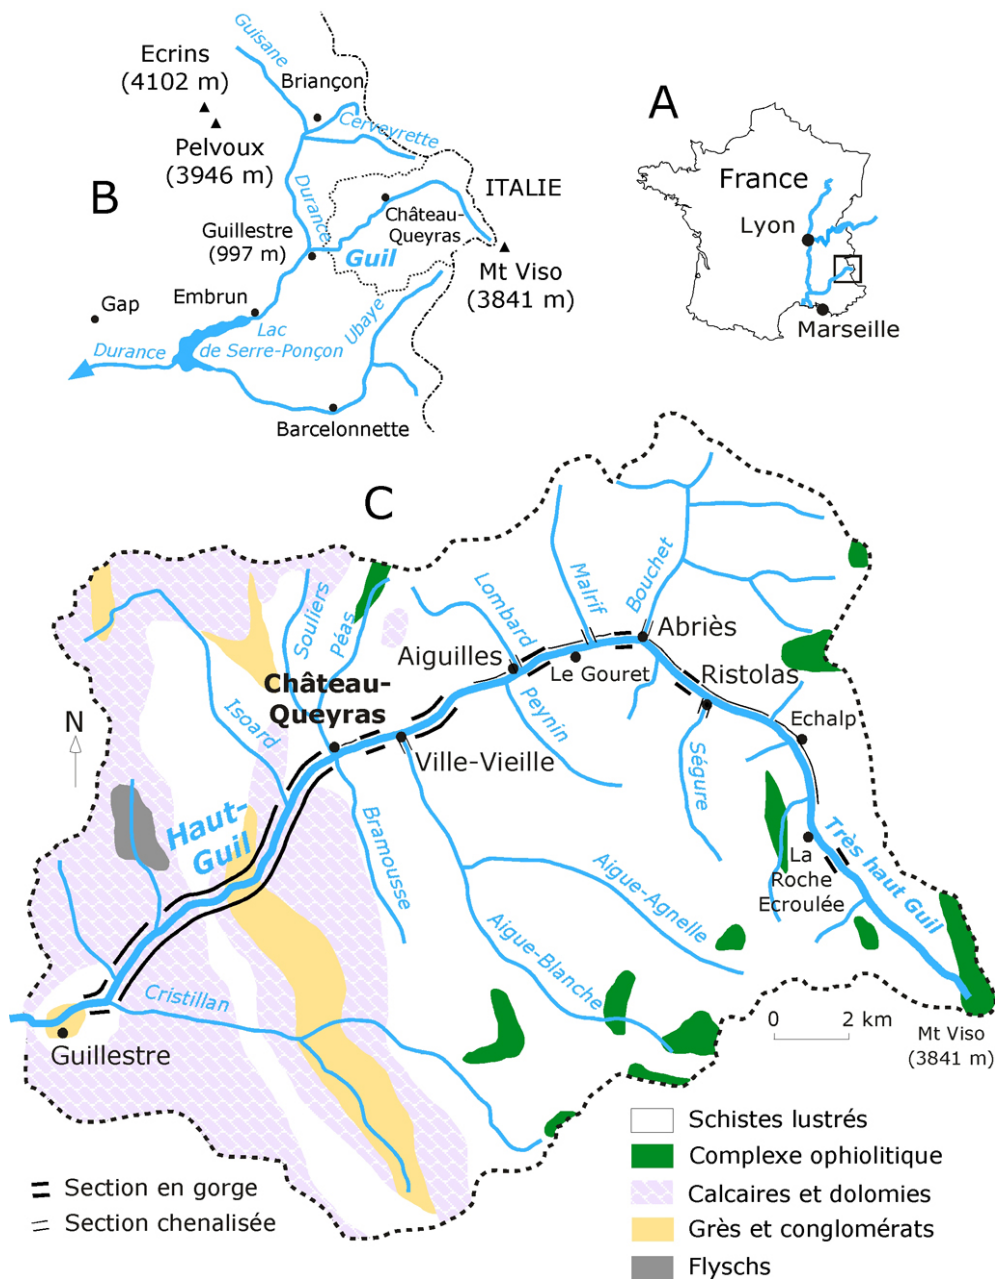 A
France
Lyon
Marseille
B
Guisane
Ecrins
(4102 m)
Briançon
Pelvoux
(3946 m)
Cerveyrette
ITALIE
Durance
Château-
Queyras
Guillestre
(997 m)
Guil
Mt Viso
(3841 m)
Gap
Embrun
Lac
de Serre-Ponçon
Ubaye
Durance
Barcelonnette
C
N
Souliers
Péas
Lombard
Malrif
Bouchet
Abriès
Aiguilles
Le Gouret
Ristolas
Château-
Queyras
Isoard
Peynin
Echalp
Ville-Vieille
Ségure
Haut-
Guil
Bramousse
Très haut Guil
La
Roche
Ecroulée
Aigue-Agnelle
Aigue-Blanche
Cristillan
Guillestre
0 2 km
Mt Viso
(3841 m)
Section en gorge
Section chenalisée
Schistes lustrés
Complexe ophiolitique
Calcaires et dolomies
Grès et conglomérats
Flyschs